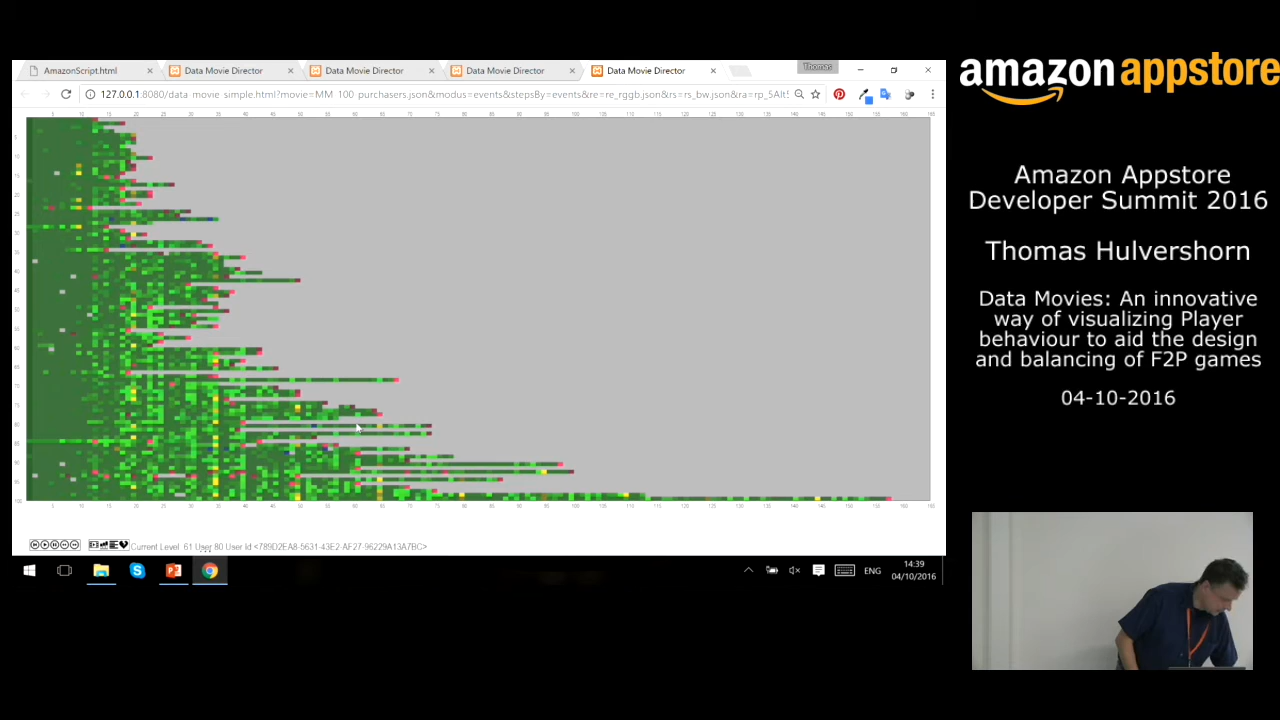 AmazonScript.html
Data Movie Director
Data Movie Director
Data Movie Director
Data Movie Director
Thomas
127.0.0.1:8080/data_movie_simple.html?movie=MM_100_purchasers.json&modus=events&stepsBy=events&re=re_rggb.json&rs=rs_bw.json&ra=rp_5Alt!
Current Level: 61 User 80 User Id <789D2EA8-5631-43E2-AF27-96229A13A7BC>
ENG
14:39
04/10/2016
amazon appstore
Amazon Appstore
Developer Summit 2016
Thomas Hulvershorn
Data Movies: An innovative
way of visualizing Player
behaviour to aid the design
and balancing of F2P games
04-10-2016